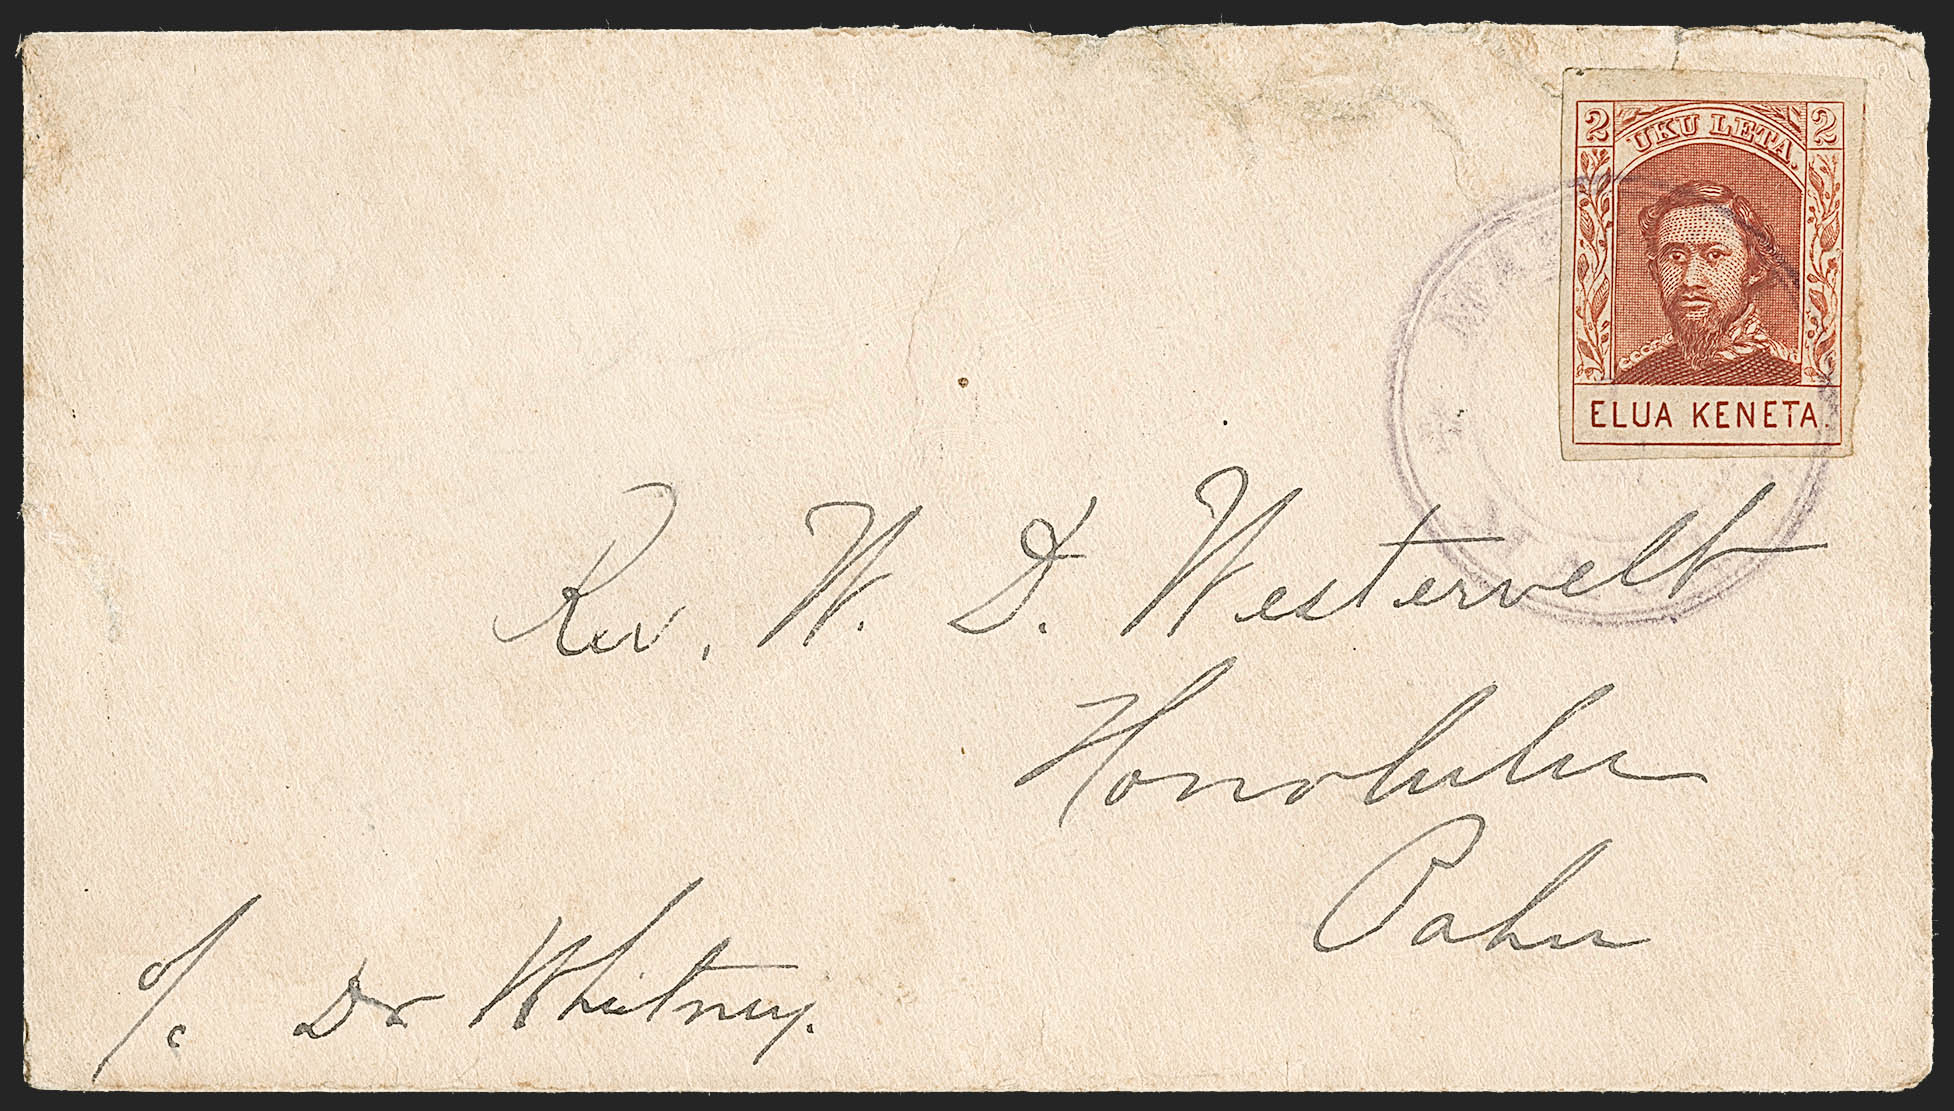 2 UKU LETA. 2
ELUA KENETA
Rev. W. D. Westervelt
Honolulu
Oahu
c/o Dr Whitney.